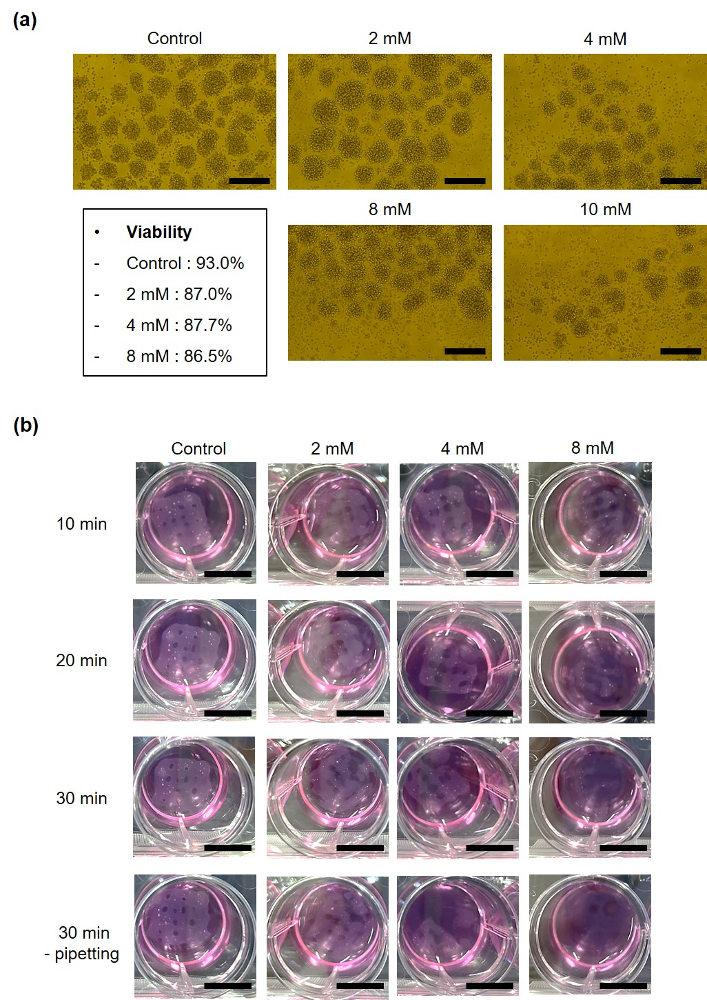 (a)
Control
2 mM
4 mM
8 mM
10 mM
• Viability
- Control : 93.0%
- 2 mM : 87.0%
- 4 mM : 87.7%
- 8 mM : 86.5%
(b)
Control
2 mM
4 mM
8 mM
10 min
20 min
30 min
30 min
- pipetting